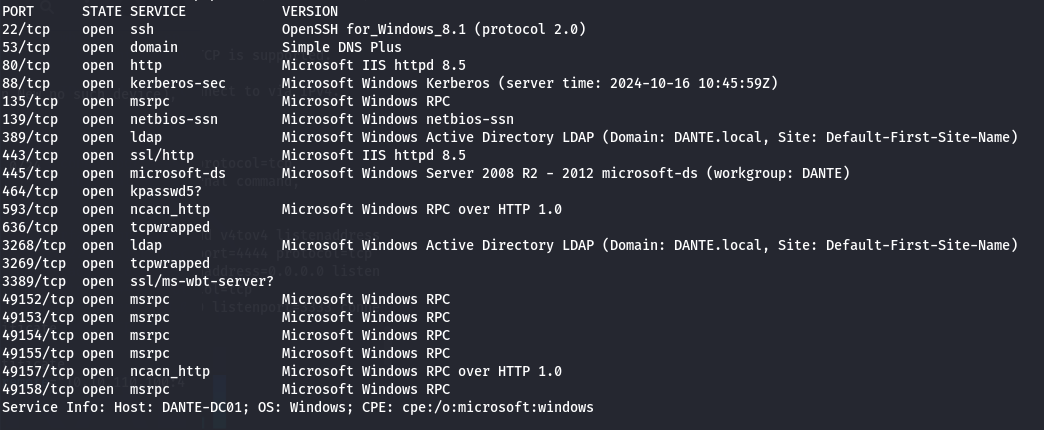 PORT      STATE SERVICE            VERSION
22/tcp    open  ssh                OpenSSH for_Windows_8.1 (protocol 2.0)
53/tcp    open  domain             Simple DNS Plus
80/tcp    open  http               Microsoft IIS httpd 8.5
88/tcp    open  kerberos-sec       Microsoft Windows Kerberos (server time: 2024-10-16 10:45:59Z)
135/tcp   open  msrpc              Microsoft Windows RPC
139/tcp   open  netbios-ssn        Microsoft Windows netbios-ssn
389/tcp   open  ldap               Microsoft Windows Active Directory LDAP (Domain: DANTE.local, Site: Default-First-Site-Name)
443/tcp   open  ssl/http           Microsoft IIS httpd 8.5
445/tcp   open  microsoft-ds       Microsoft Windows Server 2008 R2 - 2012 microsoft-ds (workgroup: DANTE)
464/tcp   open  kpasswd5?
593/tcp   open  ncacn_http         Microsoft Windows RPC over HTTP 1.0
636/tcp   open  tcpwrapped
3268/tcp  open  ldap               Microsoft Windows Active Directory LDAP (Domain: DANTE.local, Site: Default-First-Site-Name)
3269/tcp  open  tcpwrapped
3389/tcp  open  ssl/ms-wbt-server?
49152/tcp open  msrpc              Microsoft Windows RPC
49153/tcp open  msrpc              Microsoft Windows RPC
49154/tcp open  msrpc              Microsoft Windows RPC
49155/tcp open  msrpc              Microsoft Windows RPC
49157/tcp open  ncacn_http         Microsoft Windows RPC over HTTP 1.0
49158/tcp open  msrpc              Microsoft Windows RPC
Service Info: Host: DANTE-DC01; OS: Windows; CPE: cpe:/o:microsoft:windows